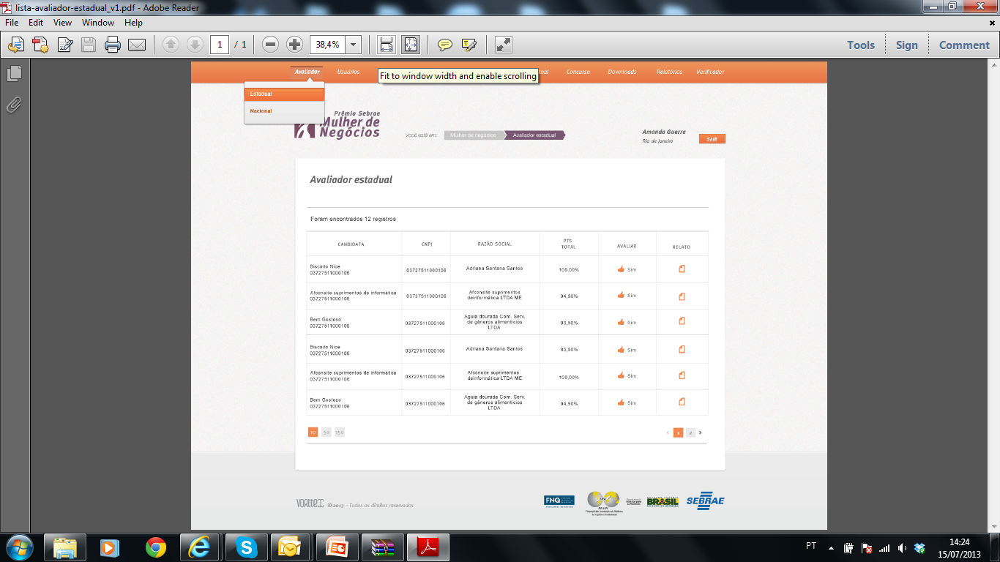 lista-avaliador-estadual_v1.pdf - Adobe Reader
File Edit View Window Help
1 / 1 38,4% Tools Sign Comment
Avaliador Usuários Fit to window width and enable scrolling Concurso Downloads Relatórios Verificador
Estadual
Nacional
Prêmio Sebrae
Mulher de
Negócios
Você está em: Mulher de negócios Avaliador estadual
Amanda Guerra
Rio de Janeiro
SAIR
Avaliador estadual
Foram encontrados 12 registros
CANDIDATA CNPJ RAZÃO SOCIAL PTS TOTAL AVALIAR RELATO
Biscoito Nice
03727511000106 03727511000106 Adriana Santana Santos 100,00% Sim
Afconsite suprimentos de informática
03727511000106 03727511000106 Afconsite suprimentos
deinformática LTDA ME 94,50% Sim
Bem Gostoso
03727511000106 03727511000106 Aguia dourada Com. Serv.
de gêneros alimentícios
LTDA 93,50% Sim
Biscoito Nice
03727511000106 03727511000106 Adriana Santana Santos 85,50% Sim
Afconsite suprimentos de informática
03727511000106 03727511000106 Afconsite suprimentos
deinformática LTDA ME 100,00% Sim
Bem Gostoso
03727511000106 03727511000106 Aguia dourada Com. Serv.
de gêneros alimentícios
LTDA 94,50% Sim
10 50 150 < 1 2 >
© 2013 - Todos os direitos reservados
FNQ
BRASIL
SEBRAE
PT
14:24
15/07/2013